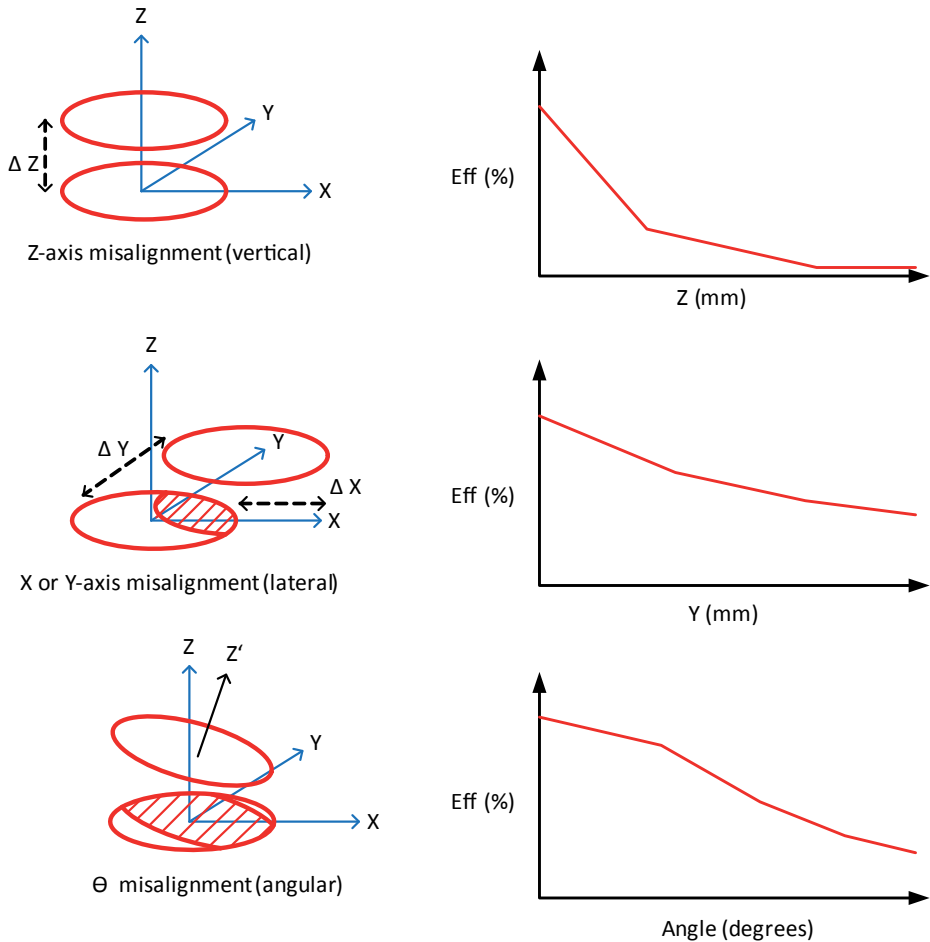 Z
Y
Δ Z
X
Z-axis misalignment (vertical)
Eff (%)
Z (mm)
Z
Δ Y
Y
Δ X
X
X or Y-axis misalignment (lateral)
Eff (%)
Y (mm)
Z
Z‘
Y
X
Ɵ misalignment (angular)
Eff (%)
Angle (degrees)